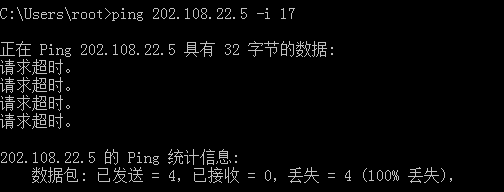 C:\Users\root>ping 202.108.22.5 -i 17
正在 Ping 202.108.22.5 具有 32 字节的数据:
请求超时。
请求超时。
请求超时。
请求超时。
202.108.22.5 的 Ping 统计信息:
数据包: 已发送 = 4，已接收 = 0，丢失 = 4 (100% 丢失)，